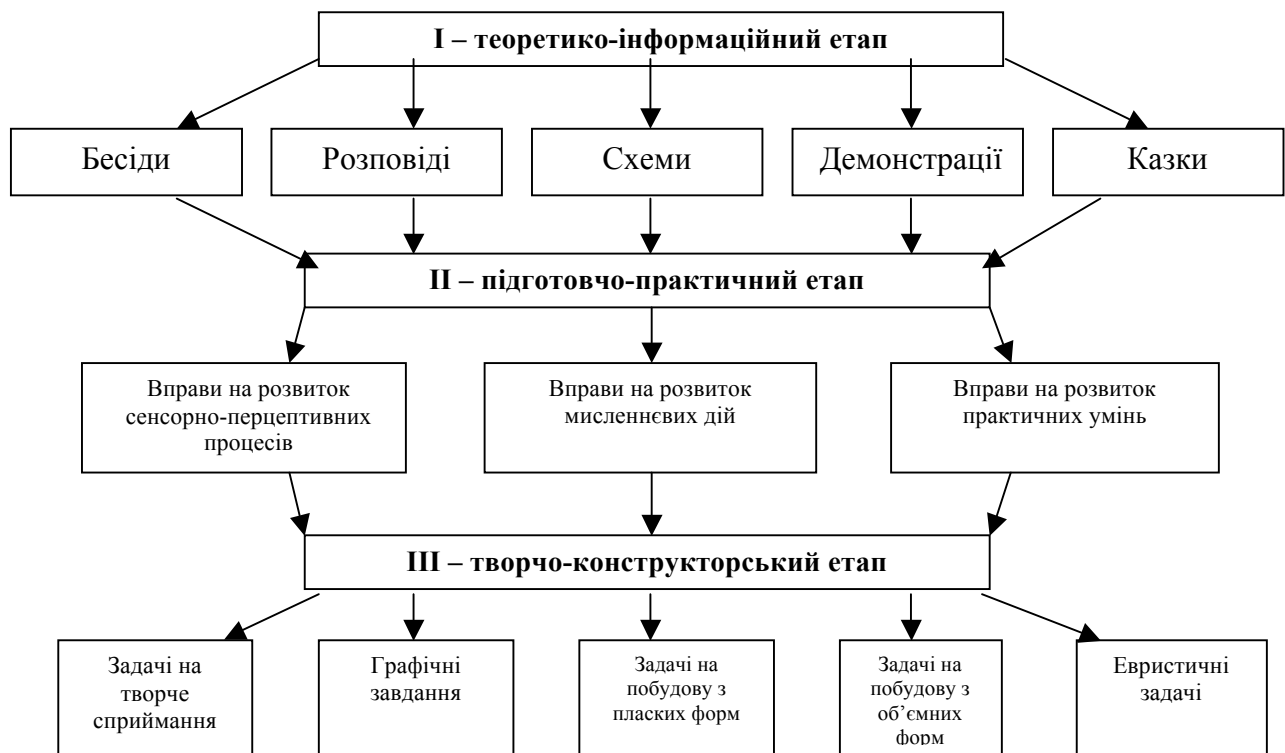 I – теоретико-інформаційний етап
Бесіди
Розповіді
Схеми
Демонстрації
Казки
II – підготовчо-практичний етап
Вправи на розвиток
сенсорно-перцептивних
процесів
Вправи на розвиток
мисленнєвих дій
Вправи на розвиток
практичних умінь
III – творчо-конструкторський етап
Задачі на
творче
сприймання
Графічні
завдання
Задачі на
побудову з
пласких форм
Задачі на
побудову з
об’ємних
форм
Евристичні
задачі